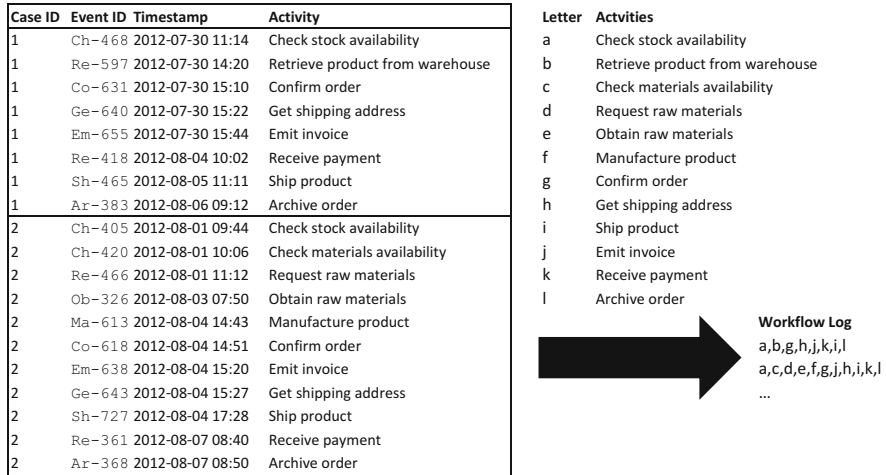 Case ID Event ID Timestamp Activity
1 Ch-468 2012-07-30 11:14 Check stock availability
1 Re-597 2012-07-30 14:20 Retrieve product from warehouse
1 Co-631 2012-07-30 15:10 Confirm order
1 Ge-640 2012-07-30 15:22 Get shipping address
1 Em-655 2012-07-30 15:44 Emit invoice
1 Re-418 2012-08-04 10:02 Receive payment
1 Sh-465 2012-08-05 11:11 Ship product
1 Ar-383 2012-08-06 09:12 Archive order
2 Ch-405 2012-08-01 09:44 Check stock availability
2 Ch-420 2012-08-01 10:06 Check materials availability
2 Re-466 2012-08-01 11:12 Request raw materials
2 Ob-326 2012-08-03 07:50 Obtain raw materials
2 Ma-613 2012-08-04 14:43 Manufacture product
2 Co-618 2012-08-04 14:51 Confirm order
2 Em-638 2012-08-04 15:20 Emit invoice
2 Ge-643 2012-08-04 15:27 Get shipping address
2 Sh-727 2012-08-04 17:28 Ship product
2 Re-361 2012-08-07 08:40 Receive payment
2 Ar-368 2012-08-07 08:50 Archive order
Letter Actvities
a Check stock availability
b Retrieve product from warehouse
c Check materials availability
d Request raw materials
e Obtain raw materials
f Manufacture product
g Confirm order
h Get shipping address
i Ship product
j Emit invoice
k Receive payment
l Archive order
Workflow Log
a,b,g,h,j,k,i,l
a,c,d,e,f,g,j,h,i,k,l
...